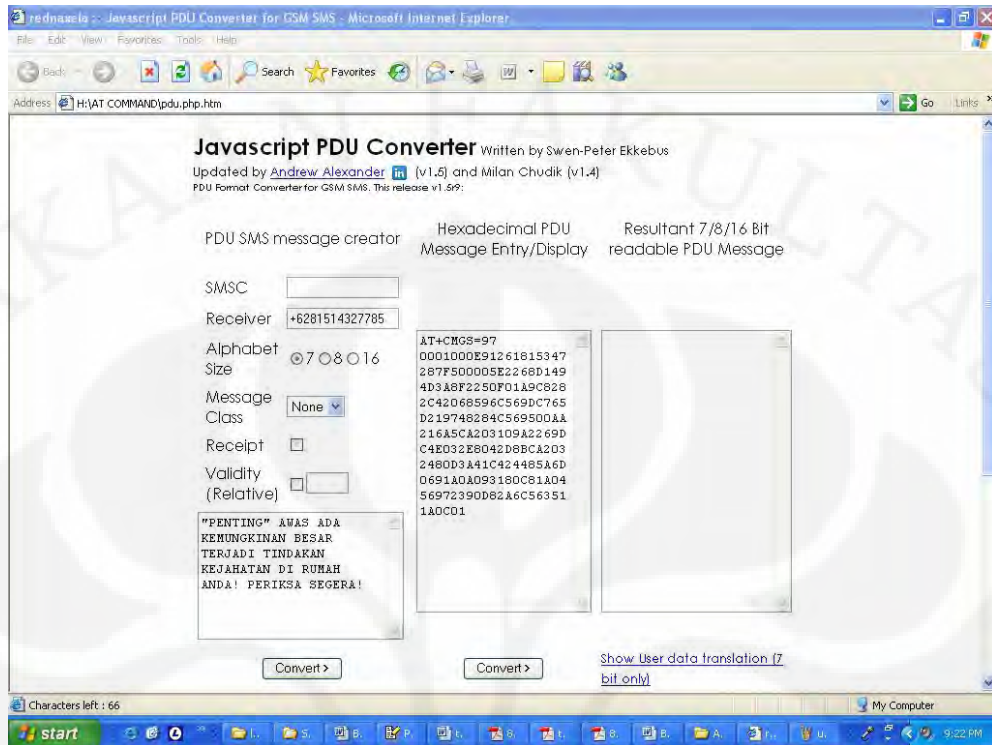 rednaxela :: Javascript PDU Converter for GSM SMS - Microsoft Internet Explorer
File Edit View Favorites Tools Help
Back Search Favorites
Address H:\AT COMMAND\pdu.php.htm Go Links
Javascript PDU Converter Written by Swen-Peter Ekkebus
Updated by Andrew Alexander in (v1.5) and Milan Chudik (v1.4)
PDU Format Converter for GSM SMS. This release v1.5r9:
PDU SMS message creator
Hexadecimal PDU
Message Entry/Display
Resultant 7/8/16 Bit
readable PDU Message
SMSC
Receiver +6281514327785
Alphabet
Size
7 8 16
Message
Class
None
Receipt
Validity
(Relative)
"PENTING" AWAS ADA
KEMUNGKINAN BESAR
TERJADI TINDAKAN
KEJAHATAN DI RUMAH
ANDA! PERIKSA SEGERA!
Convert >
AT+CMGS=97
0001000E91261815347
287F500005E2268D149
4D3A8F2250F01A9C828
2C42068596C569DC765
D219748284C569500AA
216A5CA203109A2269D
C4E032E8042D8BCA203
2480D3A41C424485A6D
0691A0A093180C81A04
56972390D82A6C56351
1A0C01
Convert >
Show User data translation (7
bit only)
Characters left : 66 My Computer
start 9:22 PM